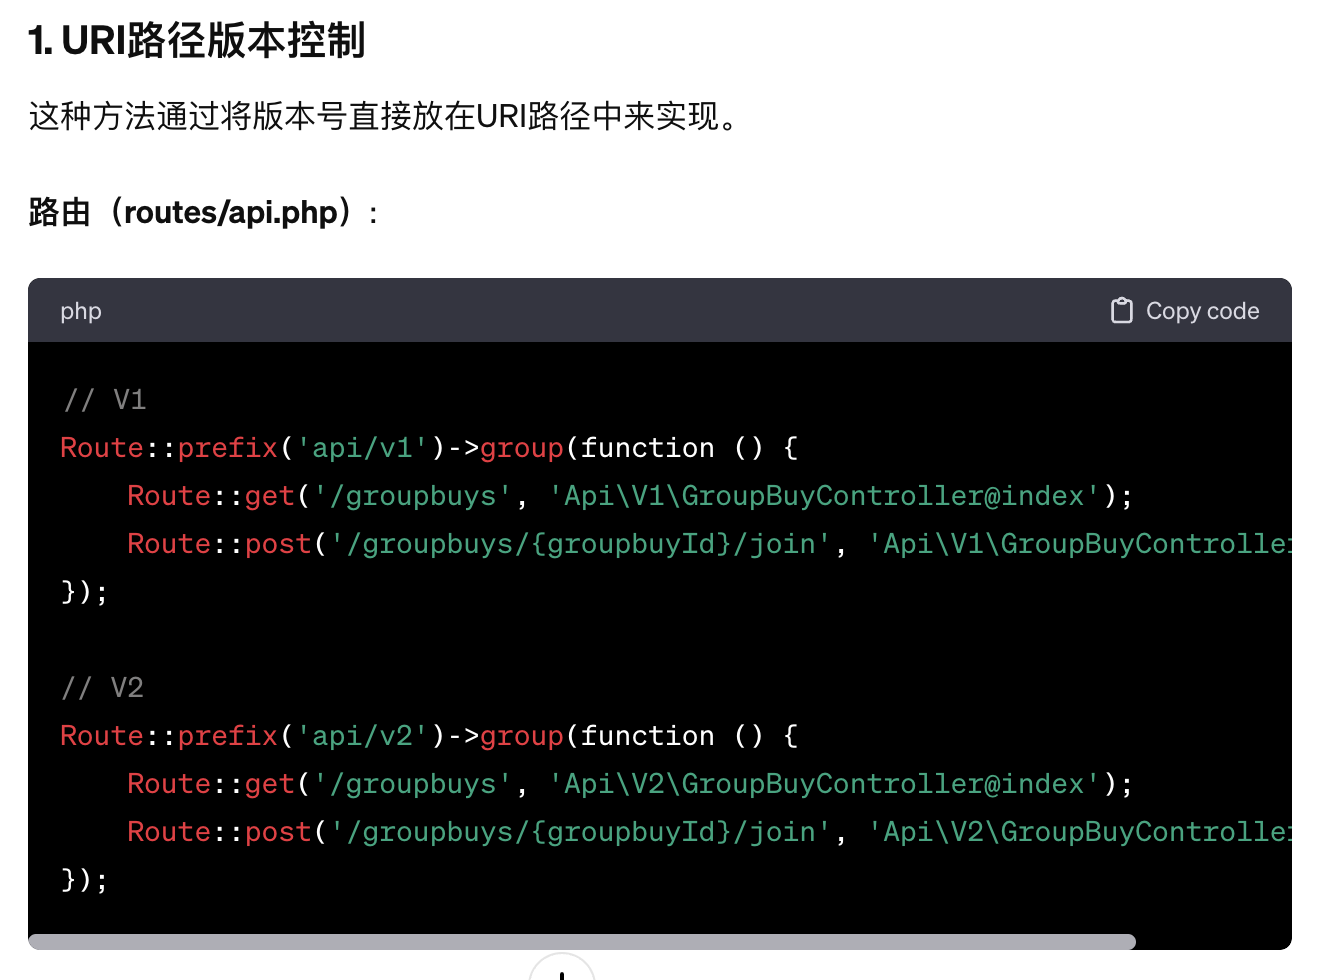 1. URI路径版本控制
这种方法通过将版本号直接放在URI路径中来实现。
路由（routes/api.php）:
php
Copy code
// V1
Route::prefix('api/v1')->group(function () {
    Route::get('/groupbuys', 'Api\V1\GroupBuyController@index');
    Route::post('/groupbuys/{groupbuyId}/join', 'Api\V1\GroupBuyController
});
// V2
Route::prefix('api/v2')->group(function () {
    Route::get('/groupbuys', 'Api\V2\GroupBuyController@index');
    Route::post('/groupbuys/{groupbuyId}/join', 'Api\V2\GroupBuyController
});